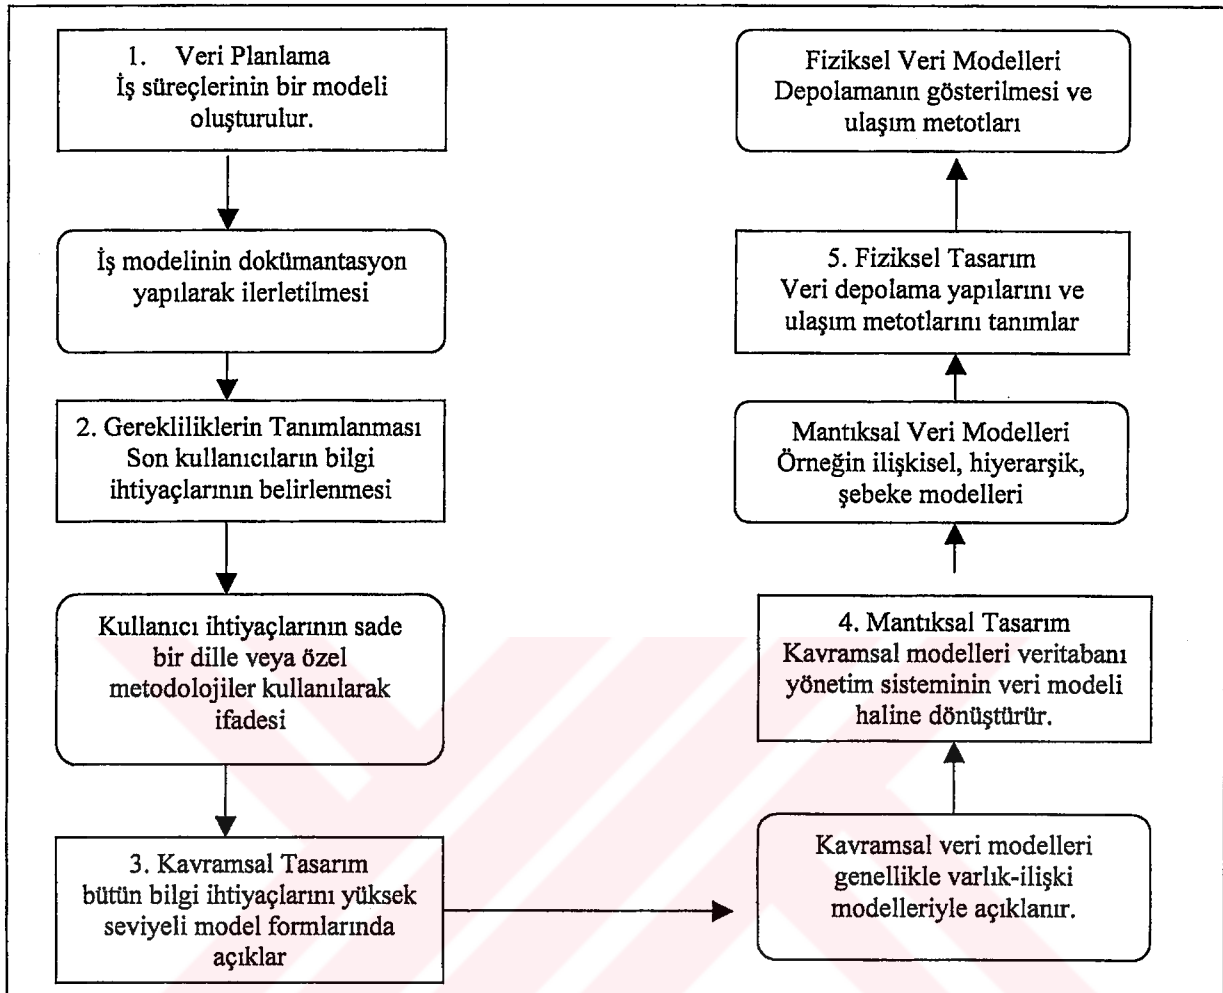 1. Veri Planlama
İş süreçlerinin bir modeli
oluşturulur.
İş modelinin dokümantasyon
yapılarak ilerletilmesi
2. Gerekliliklerin Tanımlanması
Son kullanıcıların bilgi
ihtiyaçlarının belirlenmesi
Kullanıcı ihtiyaçlarının sade
bir dille veya özel
metodolojiler kullanılarak
ifadesi
3. Kavramsal Tasarım
bütün bilgi ihtiyaçlarını yüksek
seviyeli model formlarında
açıklar
Kavramsal veri modelleri
genellikle varlık-ilişki
modelleriyle açıklanır.
4. Mantıksal Tasarım
Kavramsal modelleri veritabanı
yönetim sisteminin veri modeli
haline dönüştürür.
Mantıksal Veri Modelleri
Örneğin ilişkisel, hiyerarşik,
şebeke modelleri
5. Fiziksel Tasarım
Veri depolama yapılarını ve
ulaşım metotlarını tanımlar
Fiziksel Veri Modelleri
Depolamanın gösterilmesi ve
ulaşım metotları